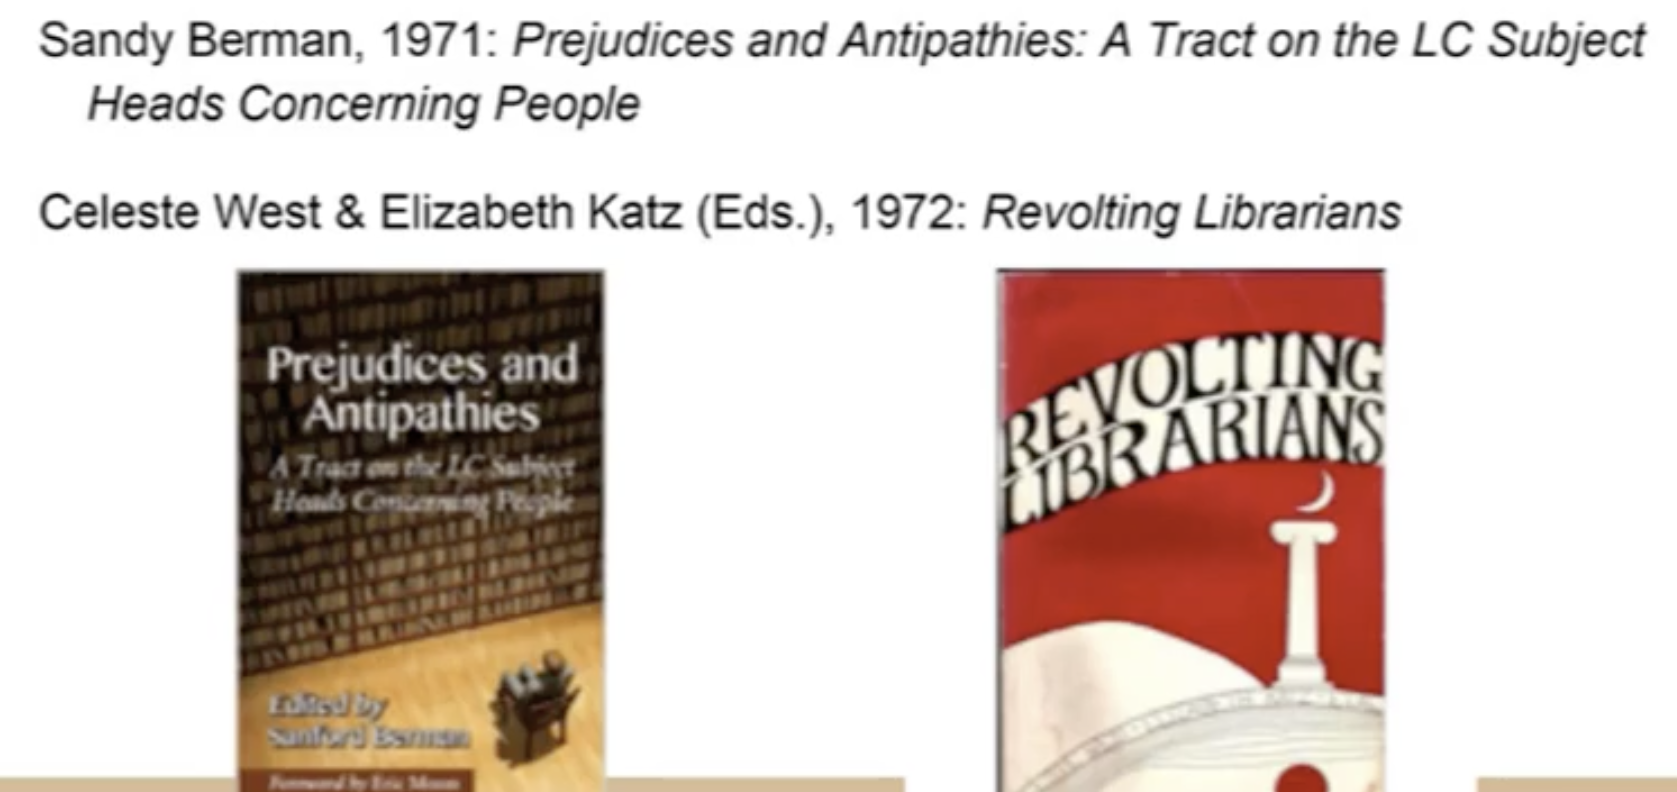 Sandy Berman, 1971: Prejudices and Antipathies: A Tract on the LC Subject
Heads Concerning People
Celeste West & Elizabeth Katz (Eds.), 1972: Revolting Librarians
Prejudices and
Antipathies
A Tract on the LC Subject
Heads Concerning People
Edited by
Sanford Berman
Foreword by Eric Moon
REVOLTING
LIBRARIANS